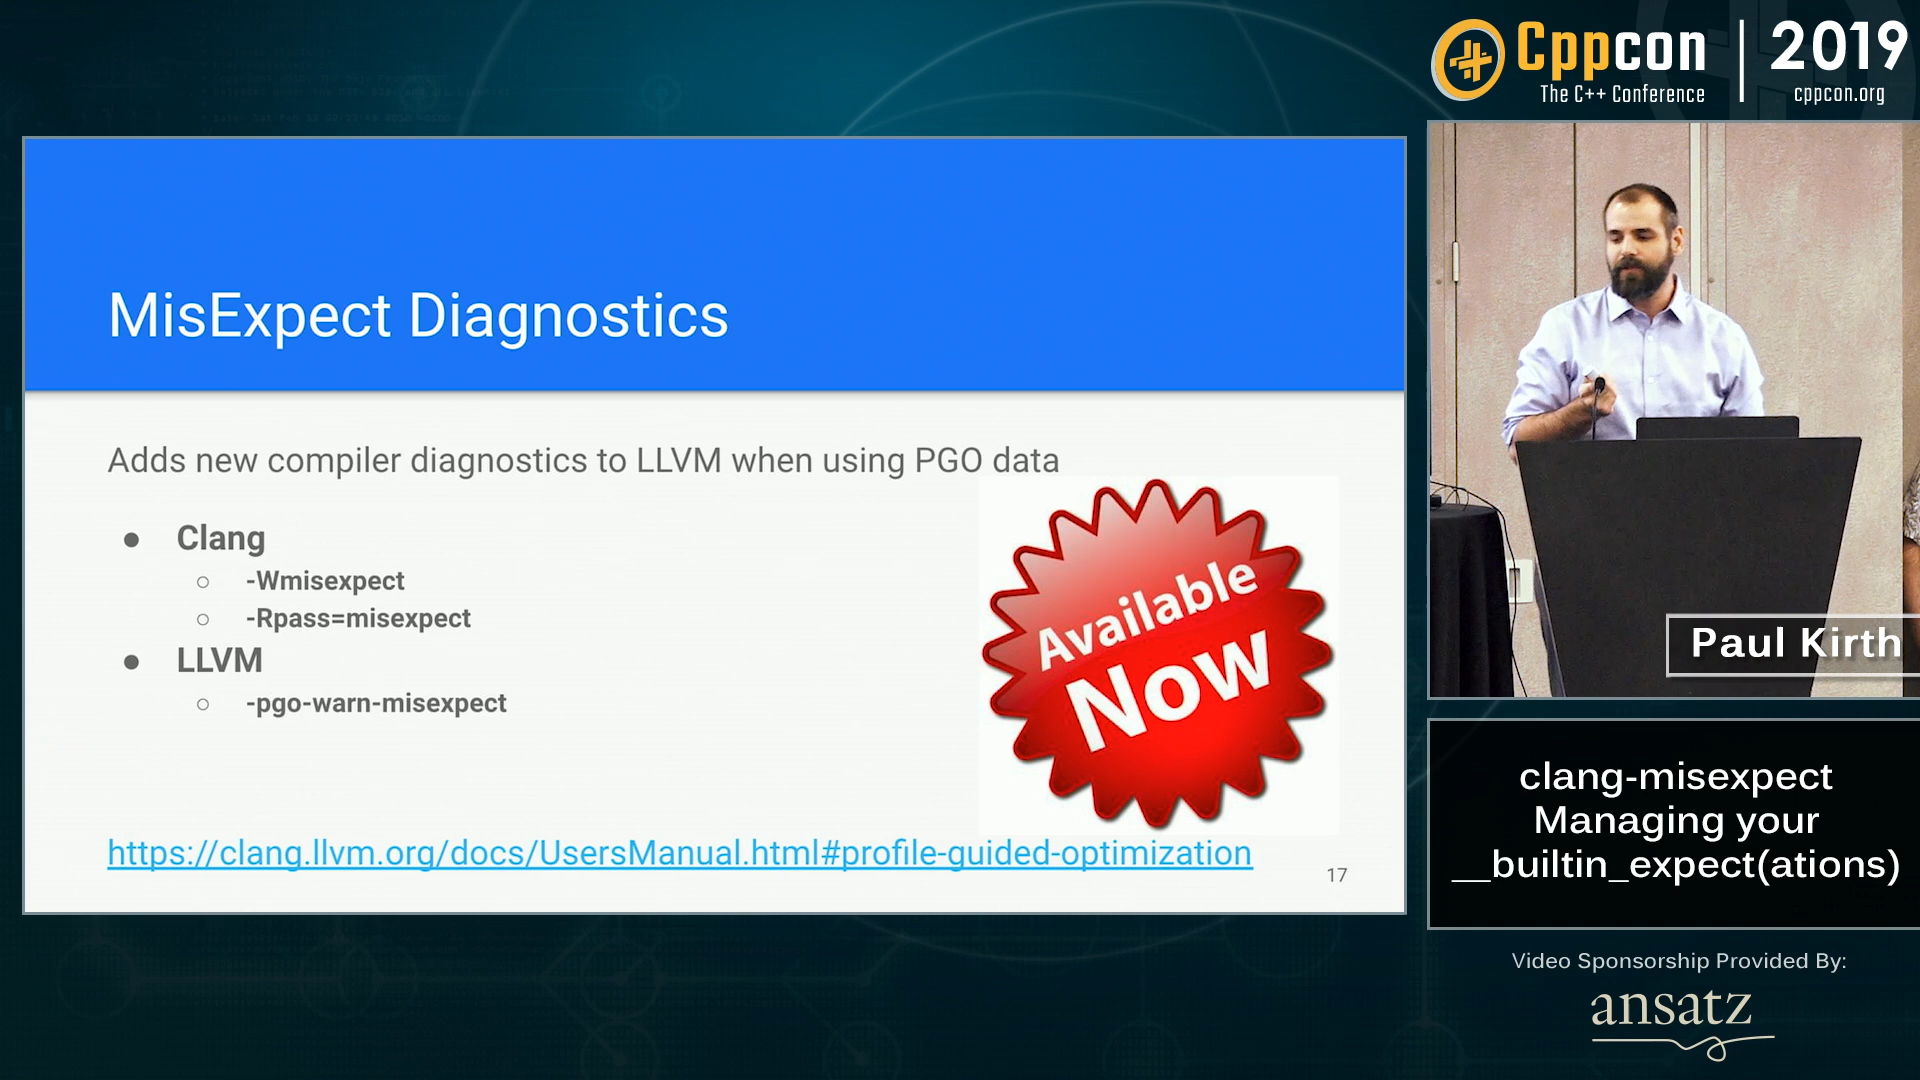 Cppcon | 2019
The C++ Conference
cppcon.org
MisExpect Diagnostics
Adds new compiler diagnostics to LLVM when using PGO data
● Clang
○ -Wmisexpect
○ -Rpass=misexpect
● LLVM
○ -pgo-warn-misexpect
Available
Now
https://clang.llvm.org/docs/UsersManual.html#profile-guided-optimization
17
Paul Kirth
clang-misexpect
Managing your
__builtin_expect(ations)
Video Sponsorship Provided By:
ansatz